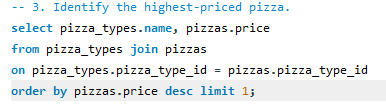 -- 3. Identify the highest-priced pizza.
select pizza_types.name, pizzas.price
from pizza_types join pizzas
on pizza_types.pizza_type_id = pizzas.pizza_type_id
order by pizzas.price desc limit 1;